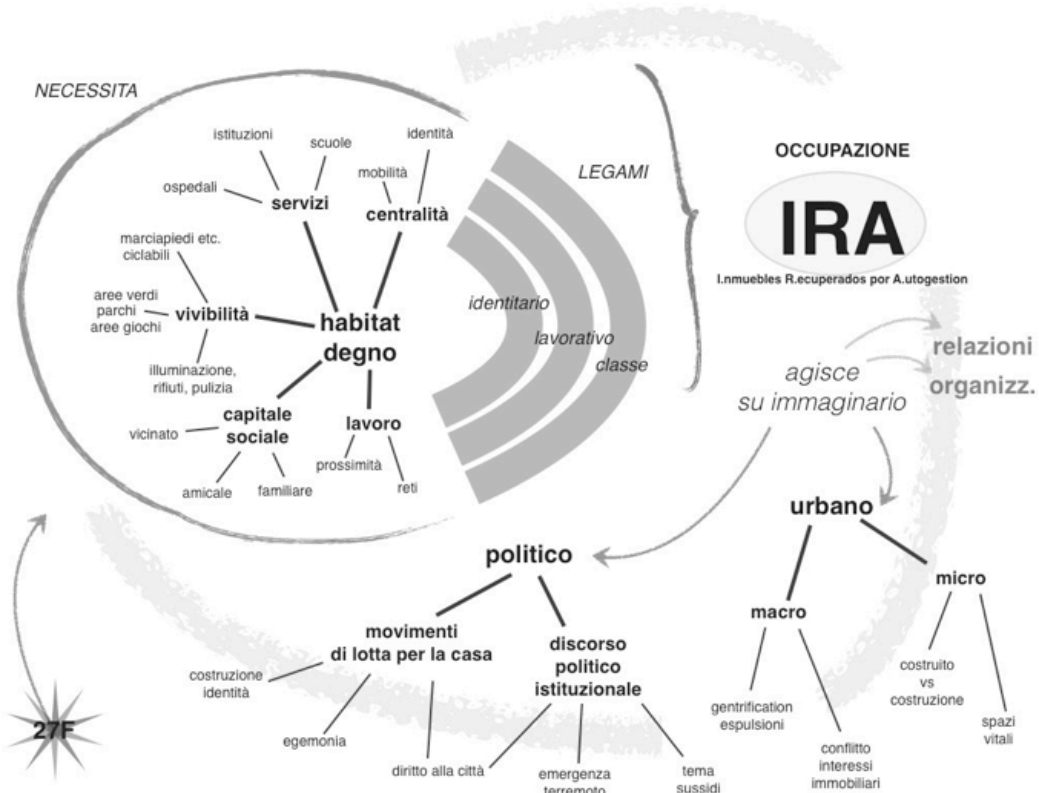 NECESSITA
istituzioni
scuole
identità
mobilità
ospedali
servizi
centralità
marciapiedi etc.
ciclabili
aree verdi
parchi
aree giochi
vivibilità
habitat
degno
illuminazione,
rifiuti, pulizia
capitale
sociale
lavoro
vicinato
prossimità
amicale
familiare
reti
LEGAMI
identitario
lavorativo
classe
OCCUPAZIONE
IRA
I.nmuebles R.ecuperados por A.utogestion
relazioni
organizz.
agisce
su immaginario
politico
movimenti
di lotta per la casa
discorso
politico
istituzionale
costruzione
identità
egemonia
diritto alla città
emergenza
terremoto
tema
sussidi
urbano
macro
micro
gentrification
espulsioni
conflitto
interessi
immobiliari
costruito
vs
costruzione
spazi
vitali
27F